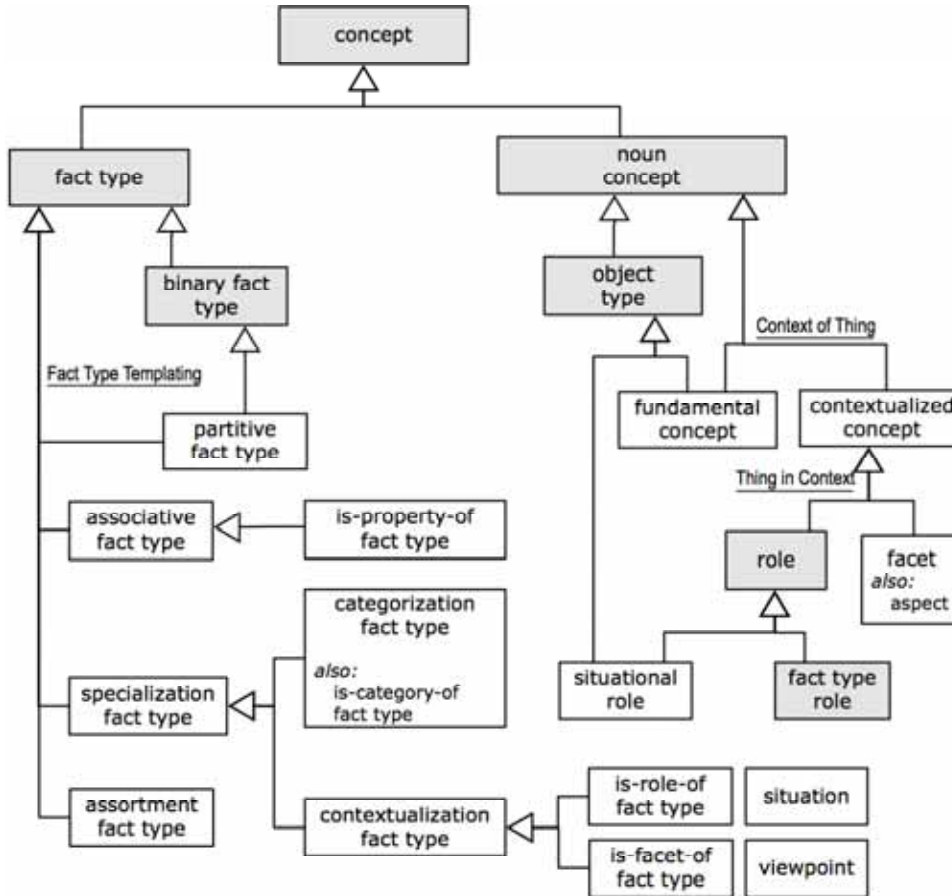 concept
fact type
noun
concept
binary fact
type
object
type
Fact Type Templating
Context of Thing
partitive
fact type
fundamental
concept
contextualized
concept
Thing in Context
associative
fact type
is-property-of
fact type
role
facet
also:
aspect
categorization
fact type
also:
is-category-of
fact type
specialization
fact type
situational
role
fact type
role
assortment
fact type
contextualization
fact type
is-role-of
fact type
situation
is-facet-of
fact type
viewpoint